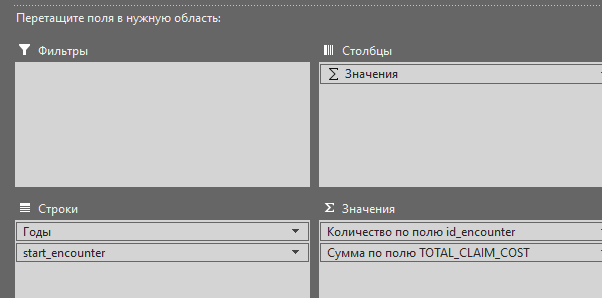 Перетащите поля в нужную область:
Фильтры
Столбцы
Σ Значения
Строки
Годы
start_encounter
Σ Значения
Количество по полю id_encounter
Сумма по полю TOTAL_CLAIM_COST